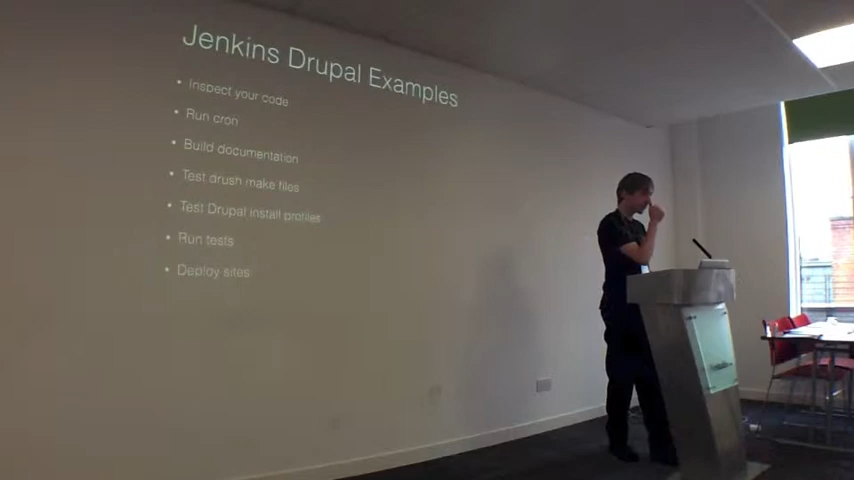 Jenkins Drupal Examples
• Inspect your code
• Run cron
• Build documentation
• Test drush make files
• Test Drupal install profiles
• Run tests
• Deploy sites